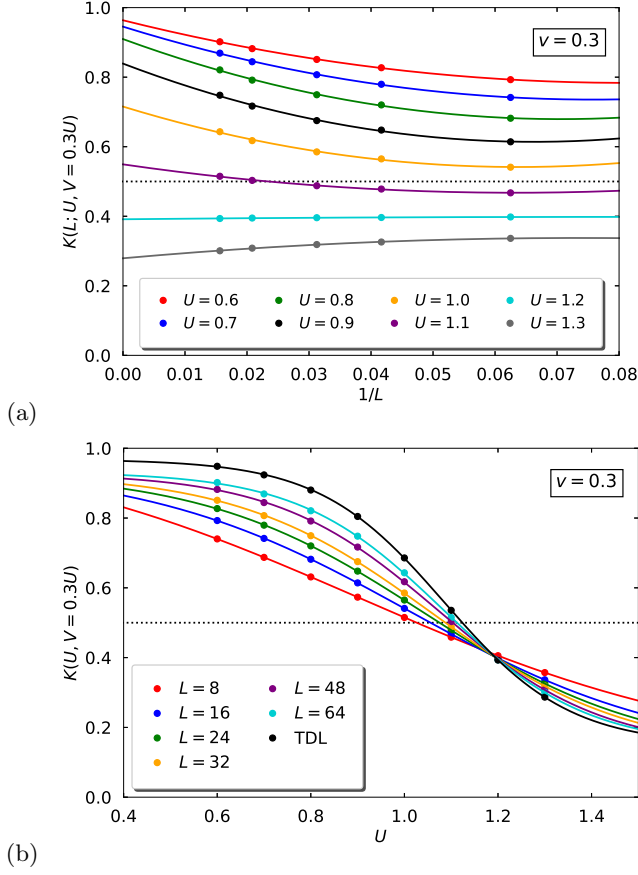 1.0
0.8
0.6
0.4
0.2
0.0
K(L; U, V = 0.3U)
v = 0.3
U = 0.6
U = 0.8
U = 1.0
U = 1.2
U = 0.7
U = 0.9
U = 1.1
U = 1.3
0.00 0.01 0.02 0.03 0.04 0.05 0.06 0.07 0.08
1/L
(a)
1.0
0.8
0.6
0.4
0.2
0.0
K(U, V = 0.3U)
v = 0.3
L = 8
L = 48
L = 16
L = 64
L = 24
TDL
L = 32
0.4 0.6 0.8 1.0 1.2 1.4
U
(b)